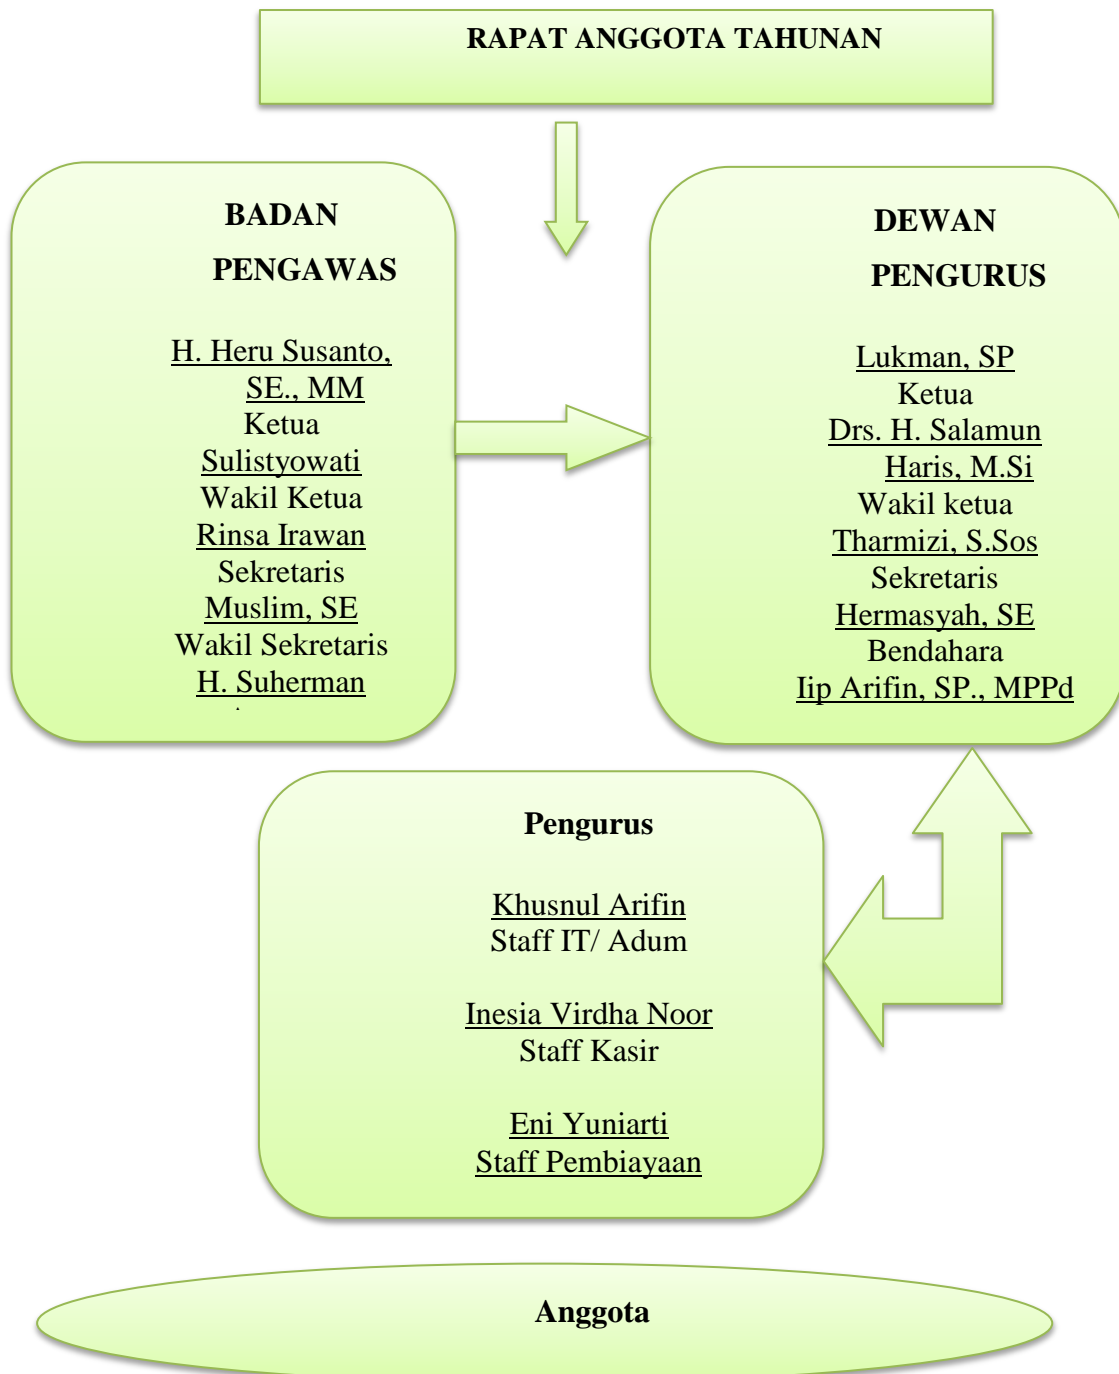 RAPAT ANGGOTA TAHUNAN
BADAN
PENGAWAS
H. Heru Susanto,
SE., MM
Ketua
Sulistyowati
Wakil Ketua
Rinsa Irawan
Sekretaris
Muslim, SE
Wakil Sekretaris
H. Suherman
DEWAN
PENGURUS
Lukman, SP
Ketua
Drs. H. Salamun
Haris, M.Si
Wakil ketua
Tharmizi, S.Sos
Sekretaris
Hermasyah, SE
Bendahara
Iip Arifin, SP., MPPd
Pengurus
Khusnul Arifin
Staff IT/ Adum
Inesia Virdha Noor
Staff Kasir
Eni Yuniarti
Staff Pembiayaan
Anggota